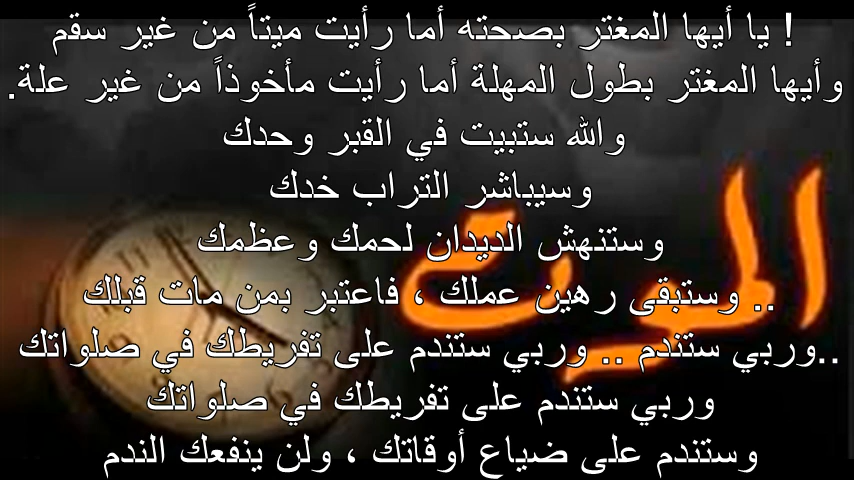 يا أيها المغتر بصحته أما رأيت ميتاً من غير سقم !
وأيها المغتر بطول المهلة أما رأيت مأخوذاً من غير علة.
والله ستبيت في القبر وحدك
وسيباشر التراب خدك
وستنهش الديدان لحمك وعظمك
وستبقى رهين عملك ، فاعتبر بمن مات قبلك ..
وربي ستندم .. وربي ستندم على تفريطك في صلواتك..
وربي ستندم على تفريطك في صلواتك
وستندم على ضياع أوقاتك ، ولن ينفعك الندم
الموت